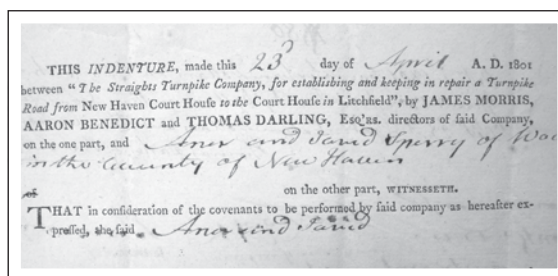 THIS INDENTURE, made this 23d day of April A. D. 1801
between "The Straights Turnpike Company, for establishing and keeping in repair a Turnpike
Road from New Haven Court House to the Court House in Litchfield", by JAMES MORRIS,
AARON BENEDICT and THOMAS DARLING, Esq'rs. directors of said Company,
on the one part, and Aner and Jared Sperry of
in the County of New Haven
of
on the other part, WITNESSETH.
THAT in consideration of the covenants to be performed by said company as hereafter ex-
pressed, the said Aner and Jared